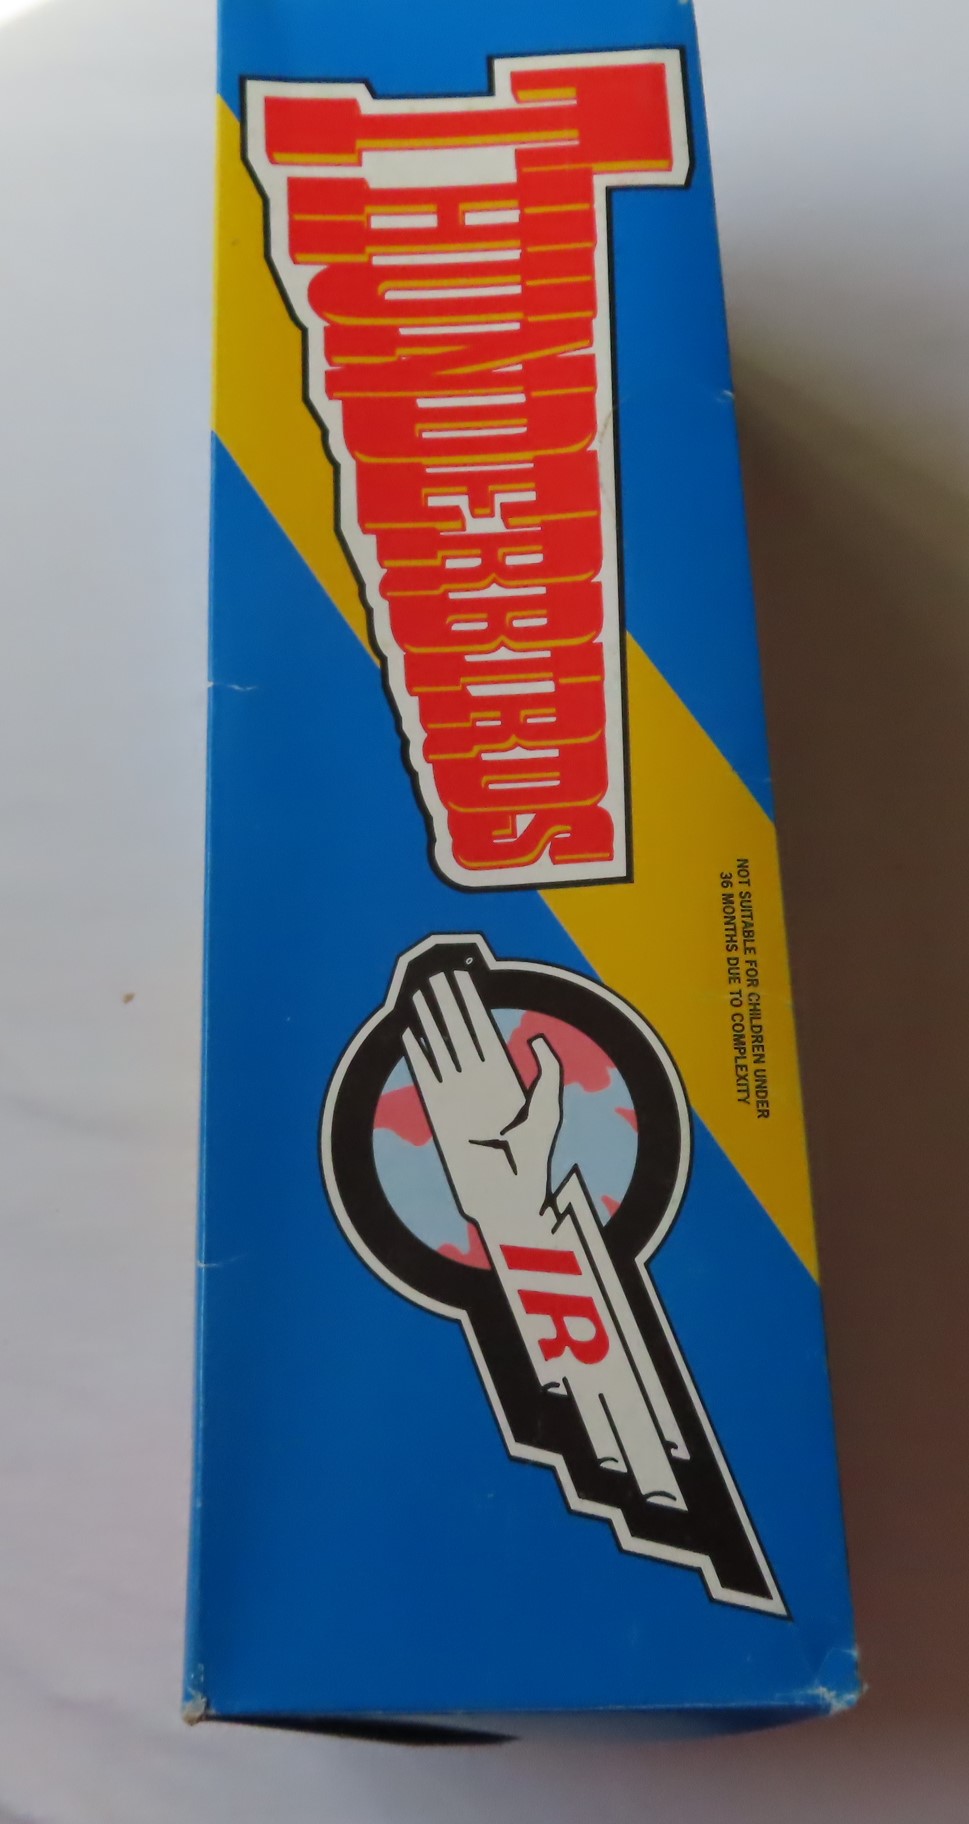 THUNDERBIRDS
IR
NOT SUITABLE FOR CHILDREN UNDER
36 MONTHS DUE TO COMPLEXITY